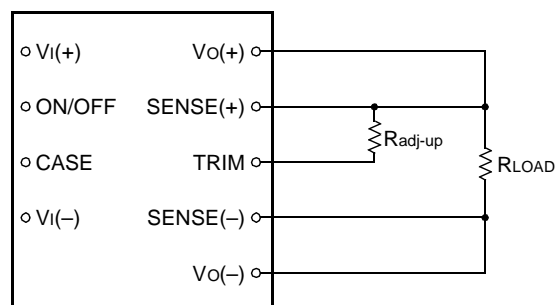 VI(+)
VO(+)
ON/OFF
SENSE(+)
Radj-up
CASE
TRIM
RLOAD
VI(–)
SENSE(–)
VO(–)